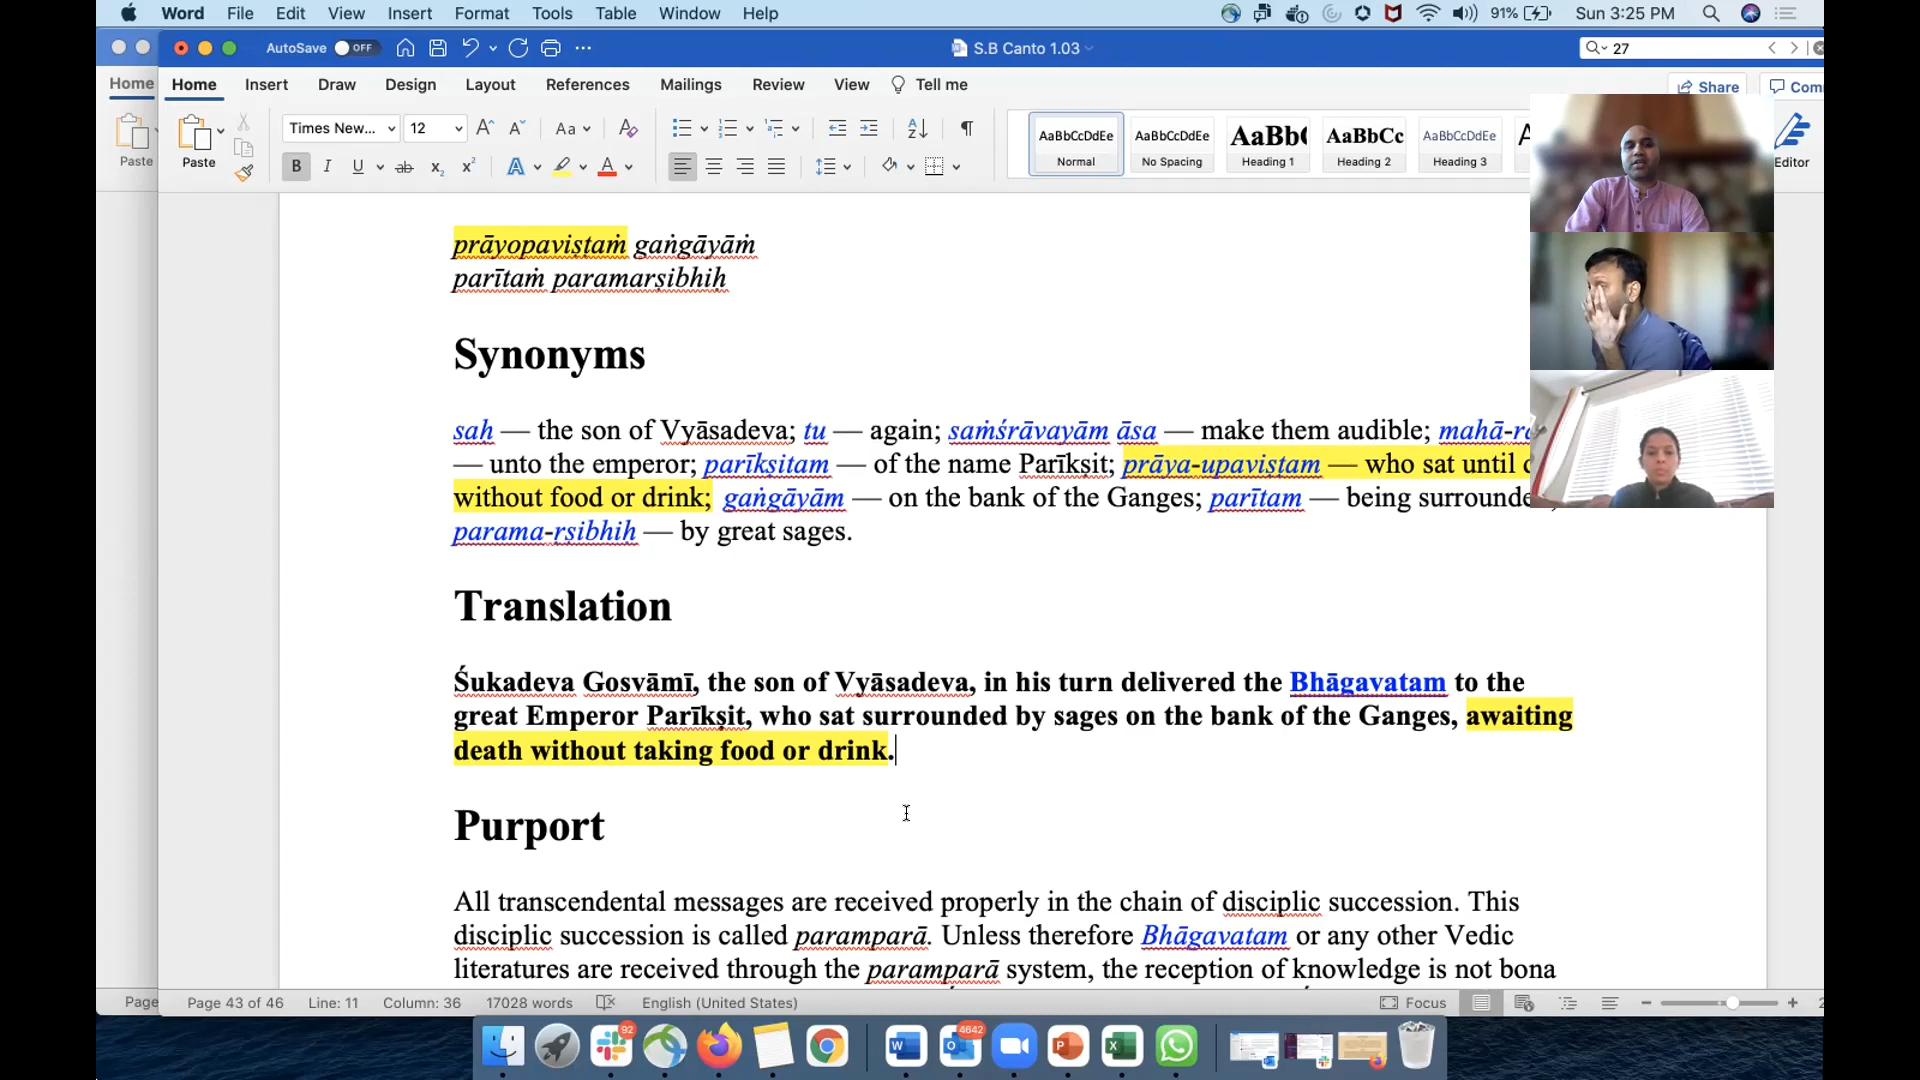 Word File Edit View Insert Format Tools Table Window Help 91% Sun 3:25 PM
AutoSave OFF S.B Canto 1.03 27
Home Home Insert Draw Design Layout References Mailings Review View Tell me Share Com
Paste Paste Times New... 12 Aa AaBbCcDdEe AaBbCcDdEe AaBb( AaBbCc AaBbCcDdEe
Normal No Spacing Heading 1 Heading 2 Heading 3 Editor
prāyopaviṣṭaṁ gaṅgāyāṁ
parītaṁ paramarṣibhiḥ
Synonyms
saḥ — the son of Vyāsadeva; tu — again; saṁśrāvayām āsa — make them audible; mahā-
— unto the emperor; parīkṣitam — of the name Parīkṣit; prāya-upaviṣṭam — who sat until
without food or drink; gaṅgāyām — on the bank of the Ganges; parītam — being surrounde
parama-ṛṣibhiḥ — by great sages.
Translation
Śukadeva Gosvāmī, the son of Vyāsadeva, in his turn delivered the Bhāgavatam to the
great Emperor Parīkṣit, who sat surrounded by sages on the bank of the Ganges, awaiting
death without taking food or drink.
Purport
All transcendental messages are received properly in the chain of disciplic succession. This
disciplic succession is called paramparā. Unless therefore Bhāgavatam or any other Vedic
literatures are received through the paramparā system, the reception of knowledge is not bona
Page Page 43 of 46 Line: 11 Column: 36 17028 words English (United States) Focus
92 4642